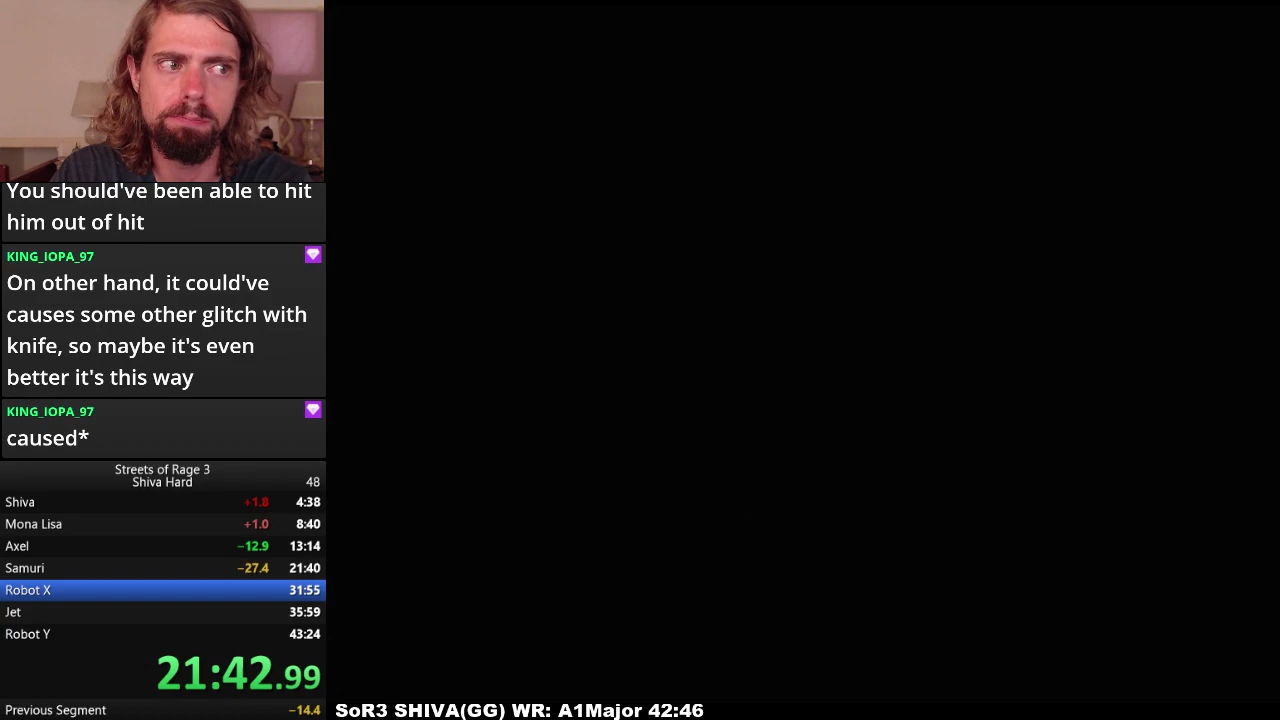 You should've been able to hit
him out of hit
KING_IOPA_97
On other hand, it could've
causes some other glitch with
knife, so maybe it's even
better it's this way
KING_IOPA_97
caused*
Streets of Rage 3
Shiva Hard 48
Shiva +1.8 4:38
Mona Lisa +1.0 8:40
Axel −12.9 13:14
Samuri −27.4 21:40
Robot X 31:55
Jet 35:59
Robot Y 43:24
21:42.99
Previous Segment −14.4
SoR3 SHIVA(GG) WR: A1Major 42:46